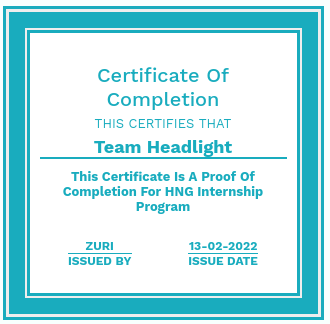 Certificate Of
Completion
THIS CERTIFIES THAT
Team Headlight
This Certificate Is A Proof Of
Completion For HNG Internship
Program
ZURI
ISSUED BY
13-02-2022
ISSUE DATE